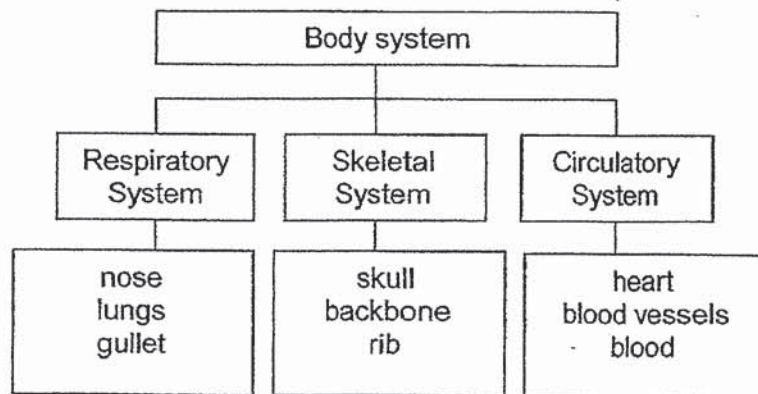 Body system
Respiratory
System
Skeletal
System
Circulatory
System
nose
lungs
gullet
skull
backbone
rib
heart
blood vessels
blood